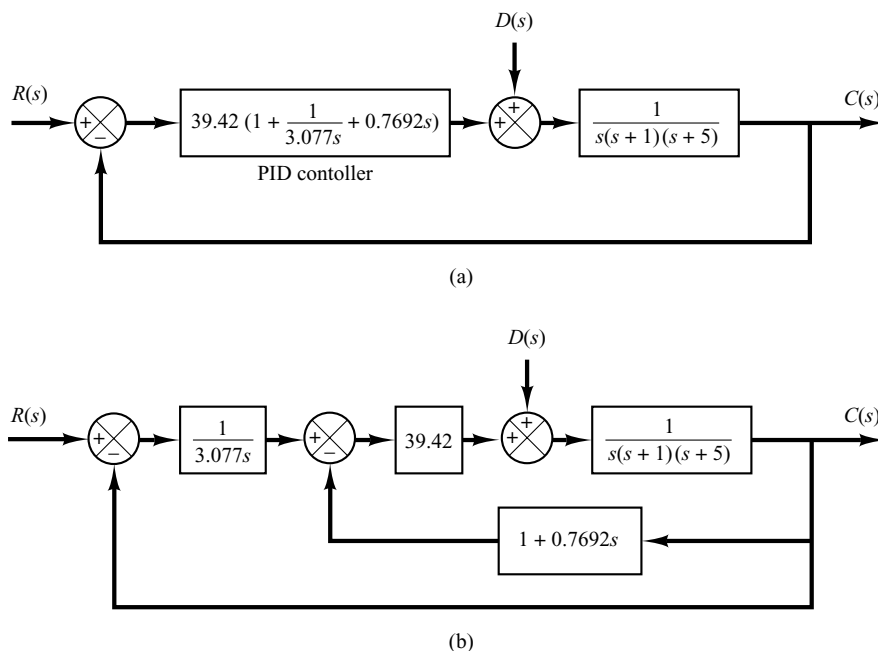 D(s)
R(s)
C(s)
+
−
39.42 (1 + 1/3.077s + 0.7692s)
+
+
1/s(s + 1)(s + 5)
PID contoller
(a)
D(s)
R(s)
C(s)
+
−
1/3.077s
+
−
39.42
+
+
1/s(s + 1)(s + 5)
1 + 0.7692s
(b)